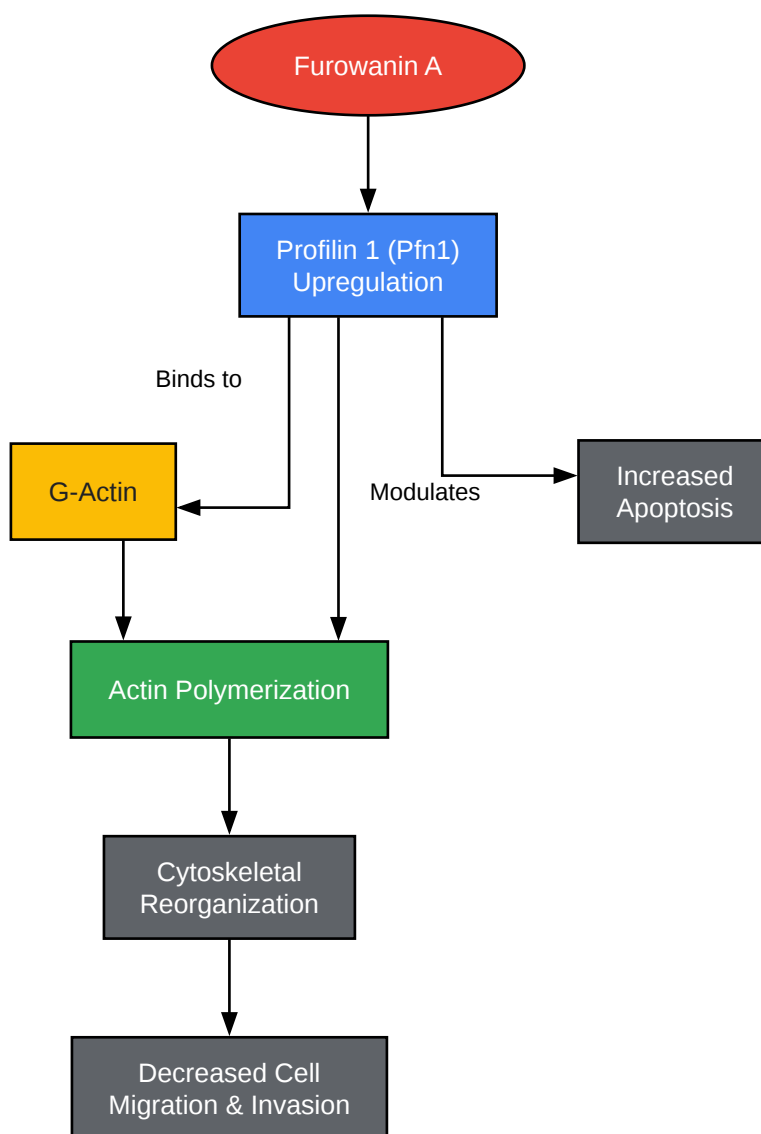 Furowanin A
Profilin 1 (Pfn1)
Upregulation
Binds to
G-Actin
Modulates
Increased
Apoptosis
Actin Polymerization
Cytoskeletal
Reorganization
Decreased Cell
Migration & Invasion